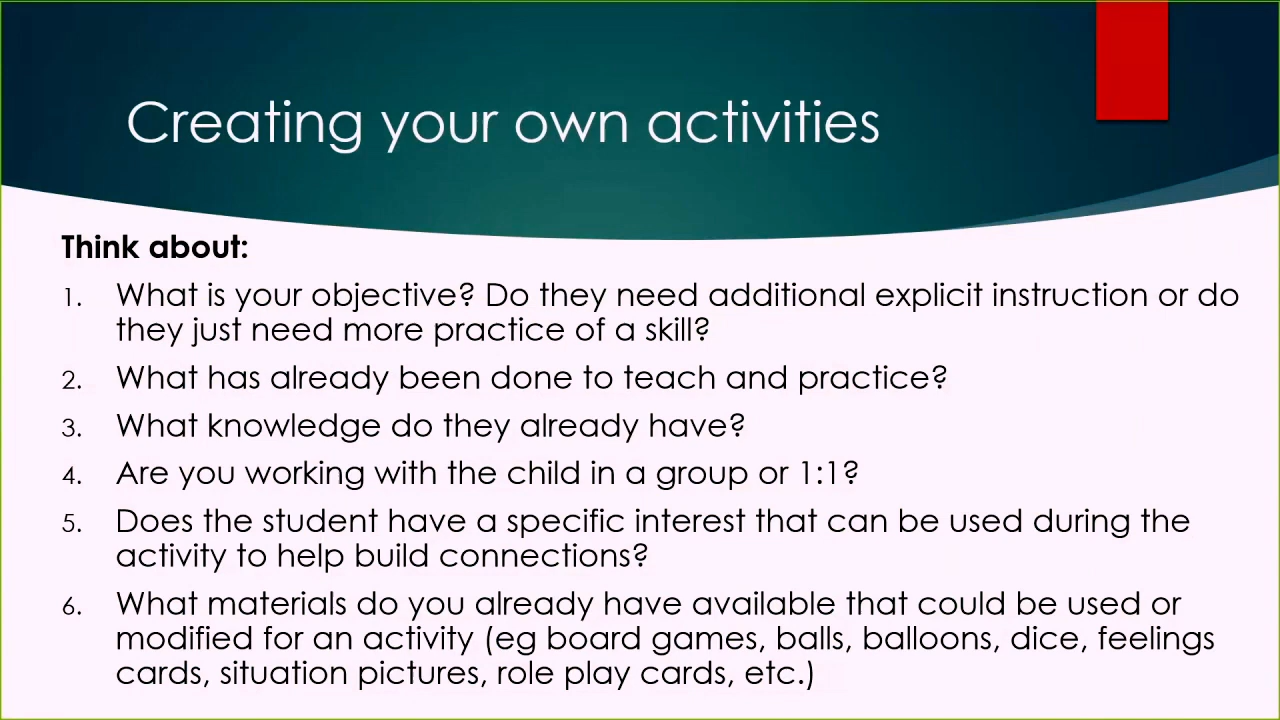 Creating your own activities
Think about:
1. What is your objective? Do they need additional explicit instruction or do
they just need more practice of a skill?
2. What has already been done to teach and practice?
3. What knowledge do they already have?
4. Are you working with the child in a group or 1:1?
5. Does the student have a specific interest that can be used during the
activity to help build connections?
6. What materials do you already have available that could be used or
modified for an activity (eg board games, balls, balloons, dice, feelings
cards, situation pictures, role play cards, etc.)